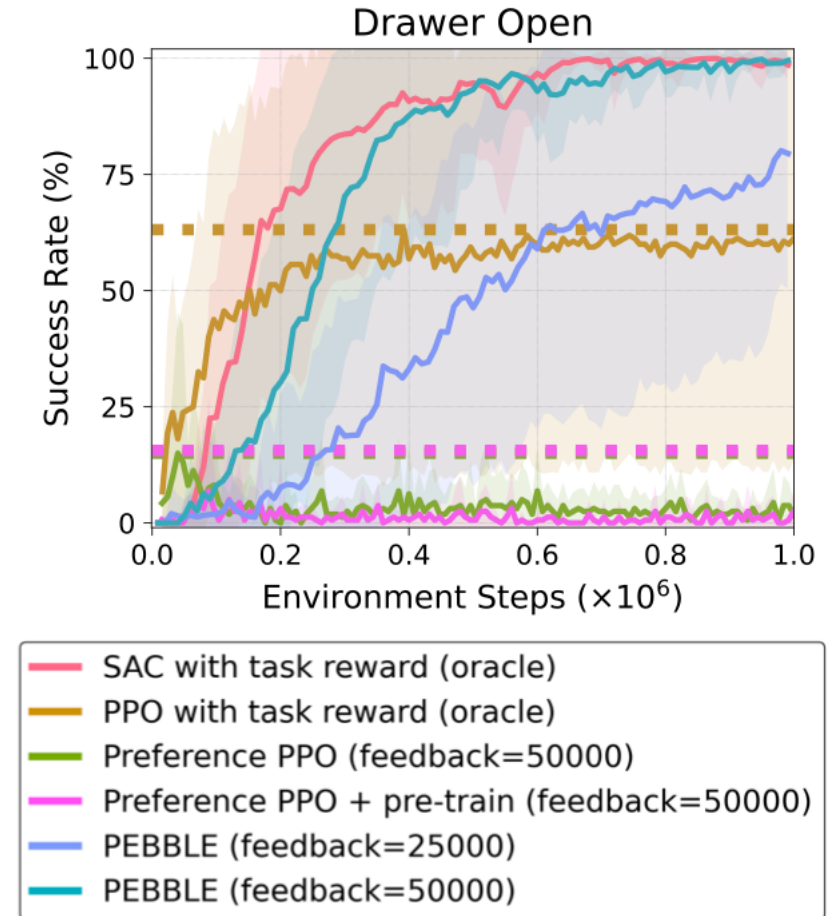 Drawer Open
Success Rate (%)
100
75
50
25
0
0.0 0.2 0.4 0.6 0.8 1.0
Environment Steps (×10⁶)
SAC with task reward (oracle)
PPO with task reward (oracle)
Preference PPO (feedback=50000)
Preference PPO + pre-train (feedback=50000)
PEBBLE (feedback=25000)
PEBBLE (feedback=50000)